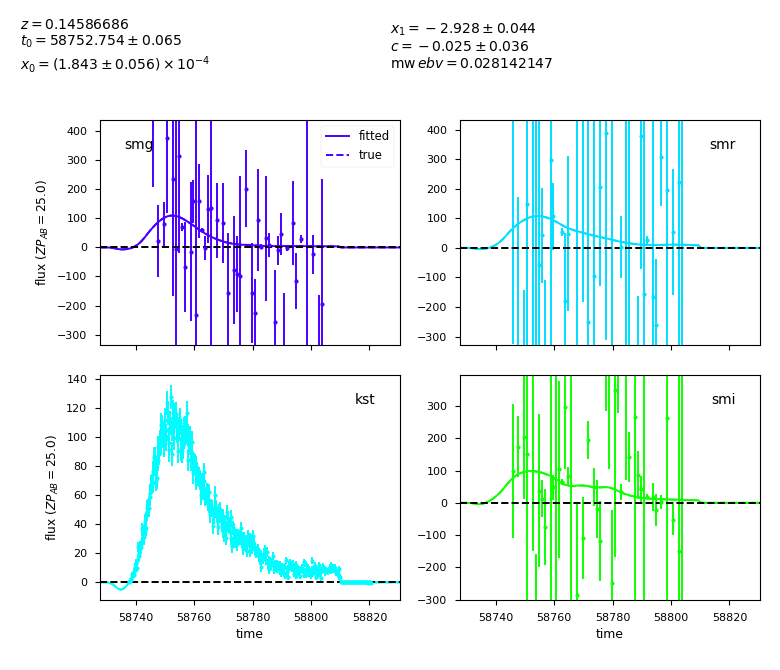 z = 0.14586686
t₀ = 58752.754 ± 0.065
x₀ = (1.843 ± 0.056) × 10⁻⁴
x₁ = −2.928 ± 0.044
c = −0.025 ± 0.036
mw ebv = 0.028142147
smg
fitted
true
400
300
200
100
0
−100
−200
−300
flux (ZP_AB = 25.0)
smr
400
300
200
100
0
−100
−200
−300
kst
140
120
100
80
60
40
20
0
flux (ZP_AB = 25.0)
58740 58760 58780 58800 58820
time
smi
300
200
100
0
−100
−200
−300
58740 58760 58780 58800 58820
time